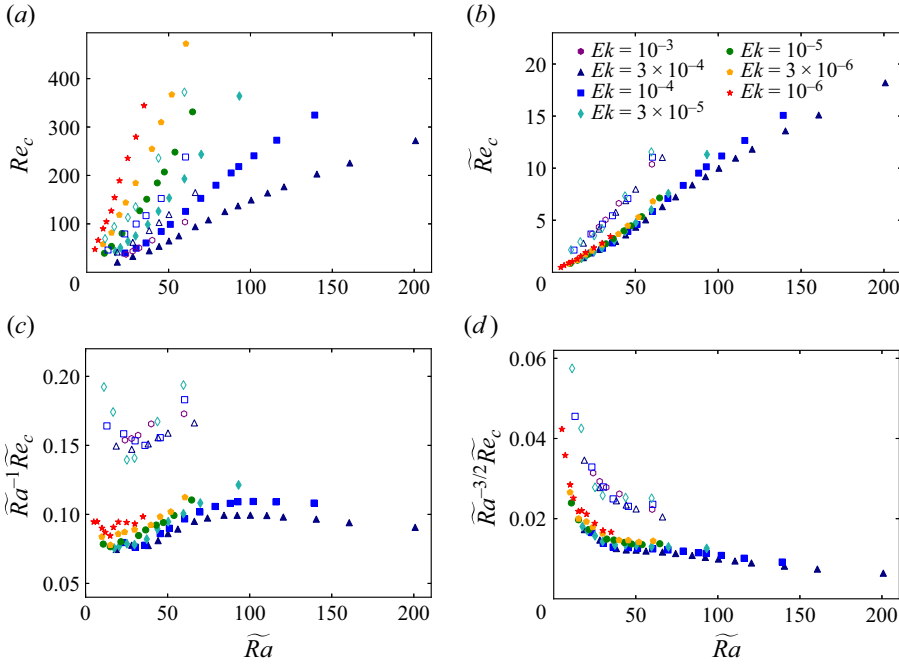 (a)
(b)
400
300
200
100
0
50
100
150
200
Re_c
20
15
10
5
0
50
100
150
200
R̃e_c
Ek = 10⁻³
Ek = 3 × 10⁻⁴
Ek = 10⁻⁴
Ek = 3 × 10⁻⁵
Ek = 10⁻⁵
Ek = 3 × 10⁻⁶
Ek = 10⁻⁶
(c)
(d)
0.20
0.15
0.10
0.05
0
50
100
150
200
R̃a⁻¹R̃e_c
R̃a
0.06
0.04
0.02
0
50
100
150
200
R̃a⁻³/²R̃e_c
R̃a